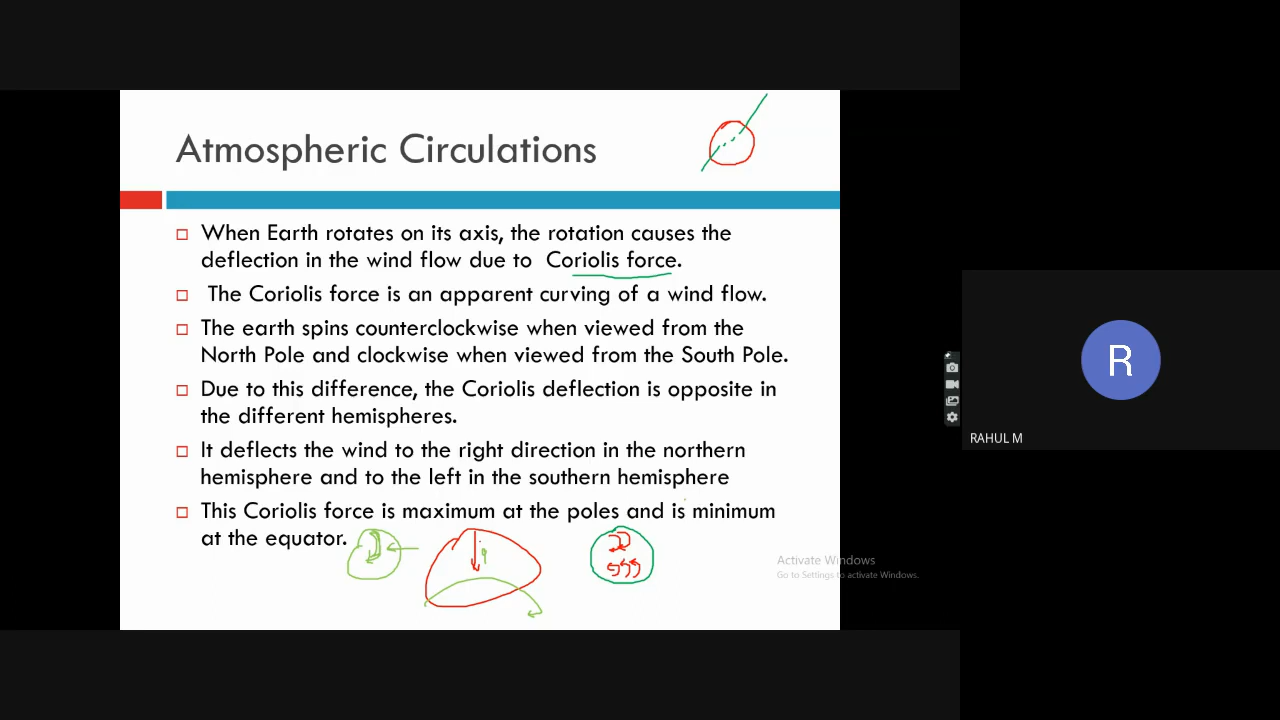 Atmospheric Circulations
When Earth rotates on its axis, the rotation causes the
deflection in the wind flow due to Coriolis force.
The Coriolis force is an apparent curving of a wind flow.
The earth spins counterclockwise when viewed from the
North Pole and clockwise when viewed from the South Pole.
Due to this difference, the Coriolis deflection is opposite in
the different hemispheres.
It deflects the wind to the right direction in the northern
hemisphere and to the left in the southern hemisphere
This Coriolis force is maximum at the poles and is minimum
at the equator.
Activate Windows
Go to Settings to activate Windows.
R
RAHUL M